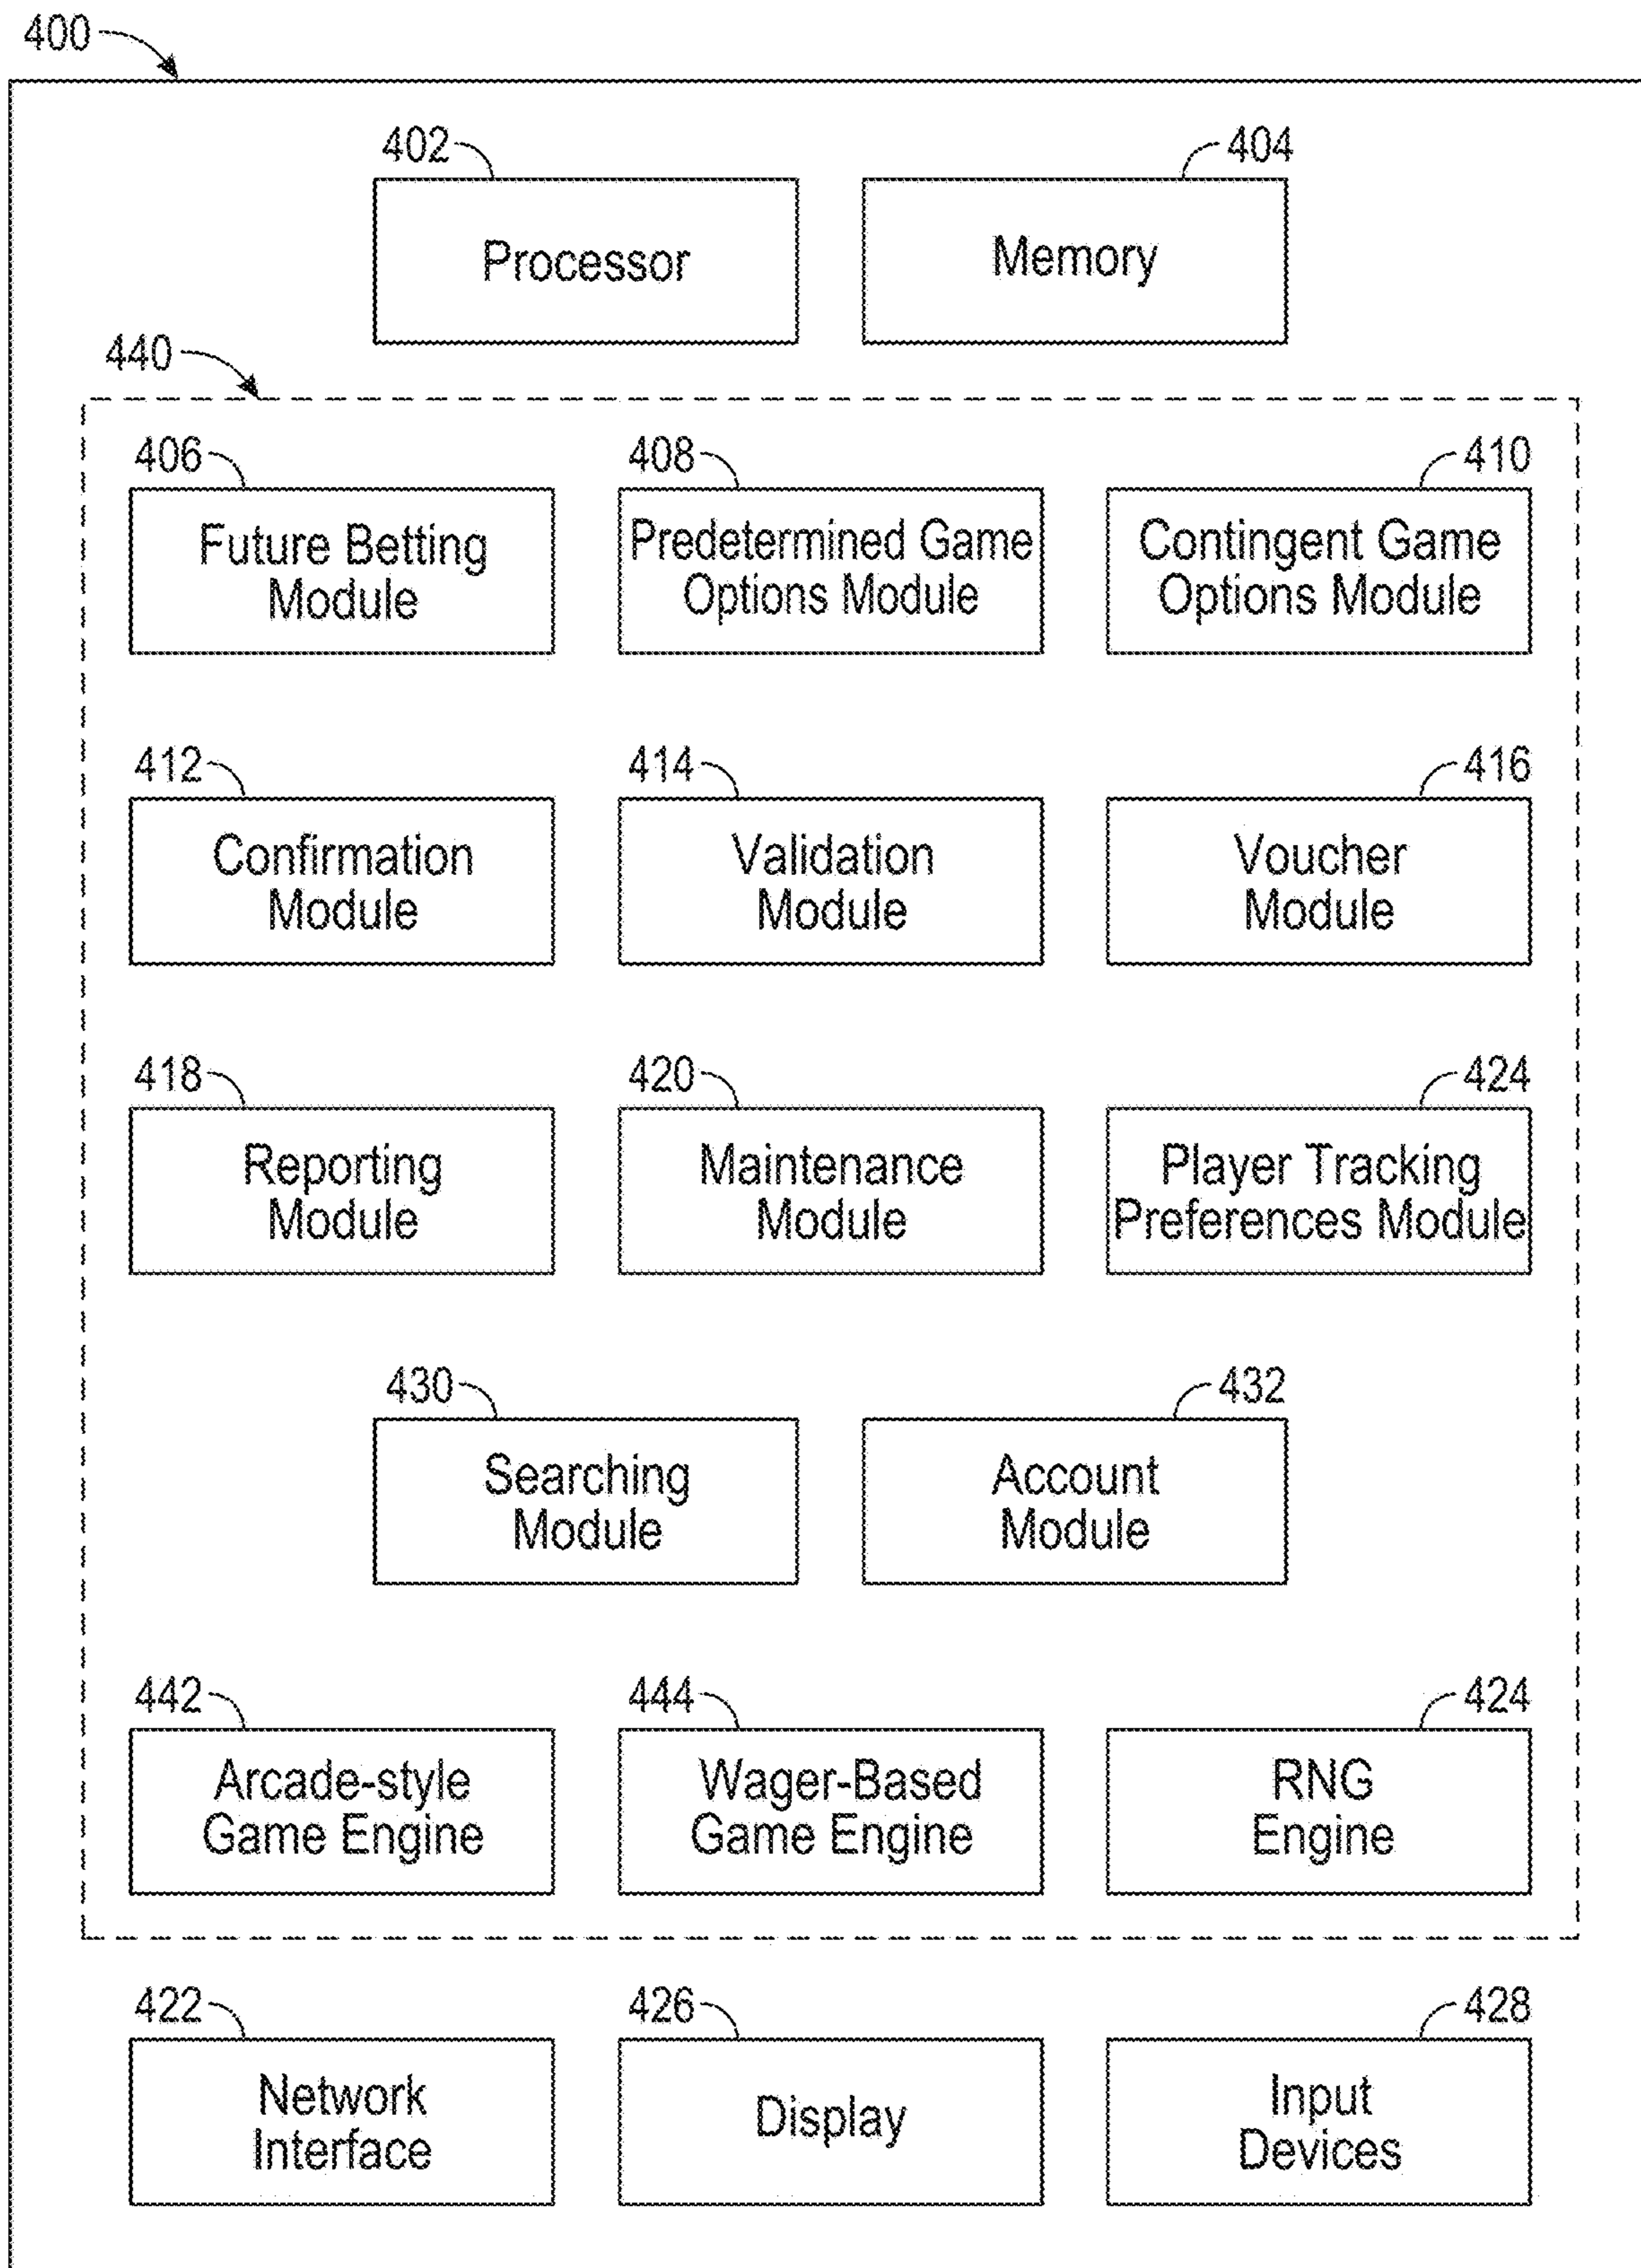 400
402
404
Processor
Memory
440
406
408
410
Future Betting
Module
Predetermined Game
Options Module
Contingent Game
Options Module
412
414
416
Confirmation
Module
Validation
Module
Voucher
Module
418
420
424
Reporting
Module
Maintenance
Module
Player Tracking
Preferences Module
430
432
Searching
Module
Account
Module
442
444
424
Arcade-style
Game Engine
Wager-Based
Game Engine
RNG
Engine
422
426
428
Network
Interface
Display
Input
Devices